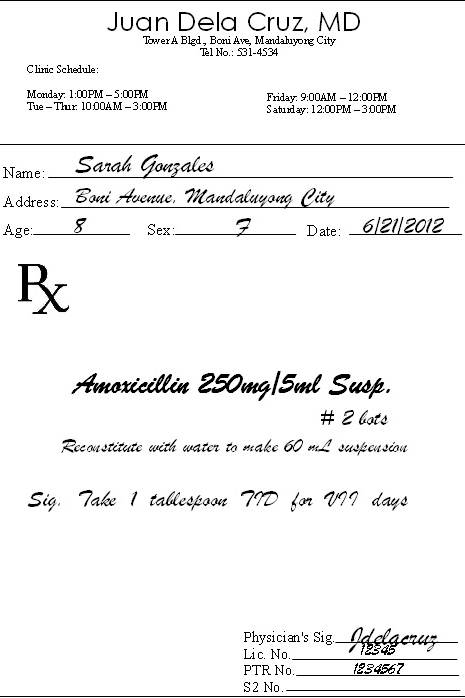 Juan Dela Cruz, MD
Tower A Blgd., Boni Ave, Mandaluyong City
Tel No.: 531-4534
Clinic Schedule:
Monday: 1:00PM – 5:00PM
Tue – Thur: 10:00AM – 3:00PM
Friday: 9:00AM – 12:00PM
Saturday: 12:00PM – 3:00PM
Name: Sarah Gonzales
Address: Boni Avenue, Mandaluyong City
Age: 8 Sex: F Date: 6/21/2012
Rx
Amoxicillin 250mg/5ml Susp.
# 2 bots
Reconstitute with water to make 60 mL suspension
Sig. Take 1 tablespoon TID for VII days
Physician's Sig. Jdelacruz
Lic. No. 12345
PTR No. 1234567
S2 No.